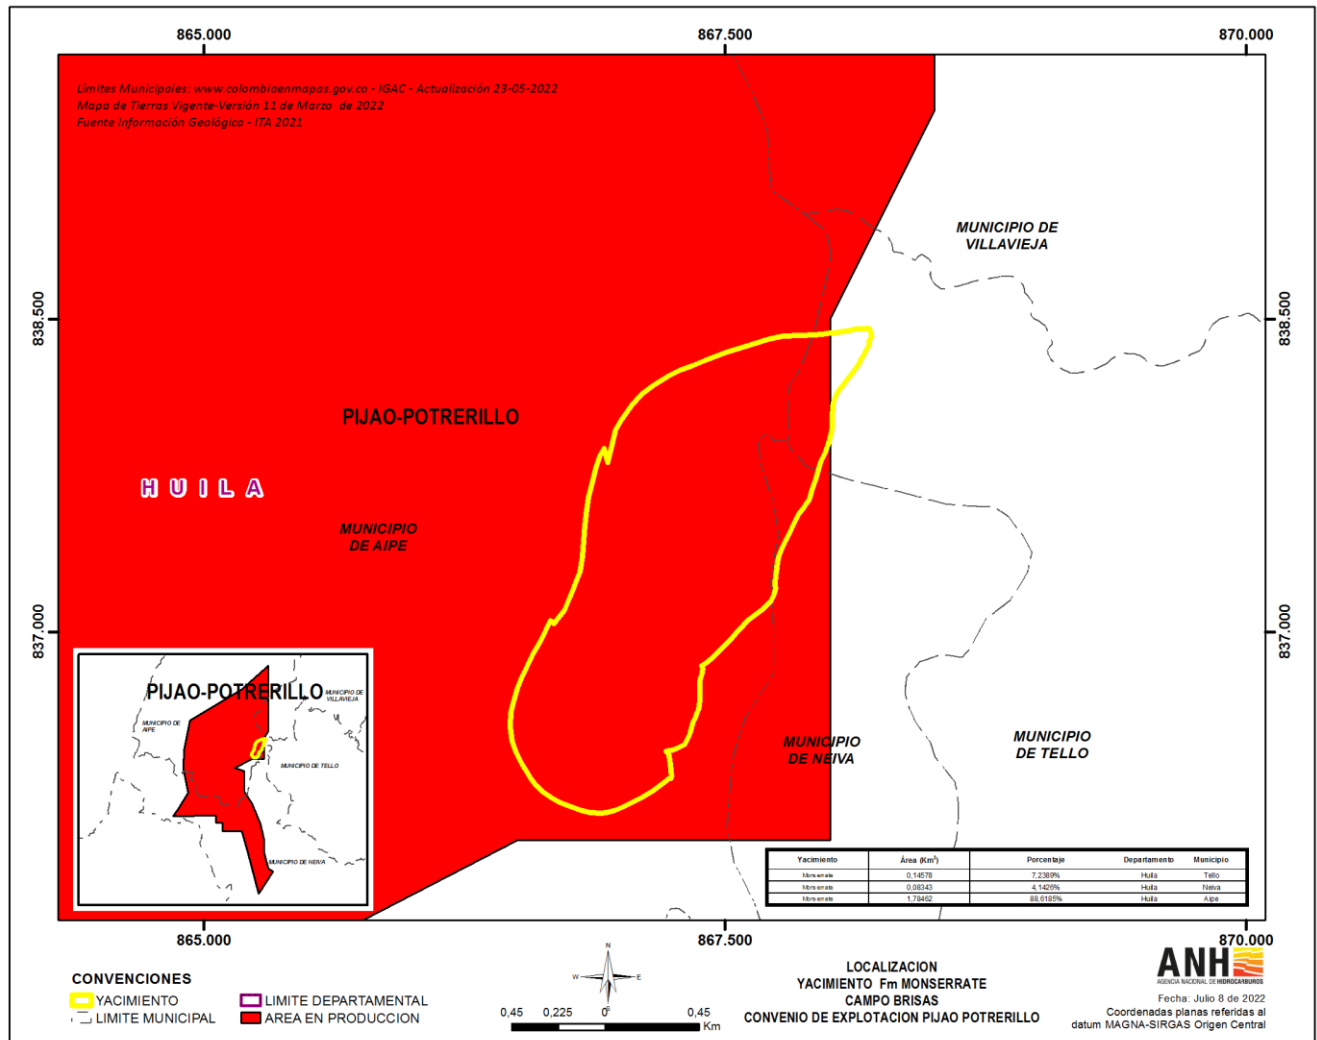 865.000
867.500
870.000
Límites Municipales: www.colombiaenmapas.gov.co - IGAC - Actualización 23-05-2022
Mapa de Tierras Vigente-Versión 11 de Marzo de 2022
Fuente Información Geológica - ITA 2021
MUNICIPIO DE
VILLAVIEJA
838.500
838.500
PIJAO-POTRERILLO
HUILA
MUNICIPIO
DE AIPE
837.000
837.000
PIJAO-POTRERILLO
MUNICIPIO DE
VILLAVIEJA
MUNICIPIO DE
AIPE
MUNICIPIO DE TELLO
MUNICIPIO DE NEIVA
MUNICIPIO
DE NEIVA
MUNICIPIO
DE TELLO
Yacimiento Área (Km²) Porcentaje Departamento Municipio
Monserrate 0,14578 7,2389% Huila Tello
Monserrate 0,08343 4,1426% Huila Neiva
Monserrate 1,78462 88,6185% Huila Aipe
865.000
867.500
870.000
CONVENCIONES
YACIMIENTO
LIMITE DEPARTAMENTAL
LIMITE MUNICIPAL
AREA EN PRODUCCION
N
W
E
S
0,45 0,225 0 0,45
Km
LOCALIZACION
YACIMIENTO Fm MONSERRATE
CAMPO BRISAS
CONVENIO DE EXPLOTACION PIJAO POTRERILLO
ANH
AGENCIA NACIONAL DE HIDROCARBUROS
Fecha: Julio 8 de 2022
Coordenadas planas referidas al
datum MAGNA-SIRGAS Origen Central